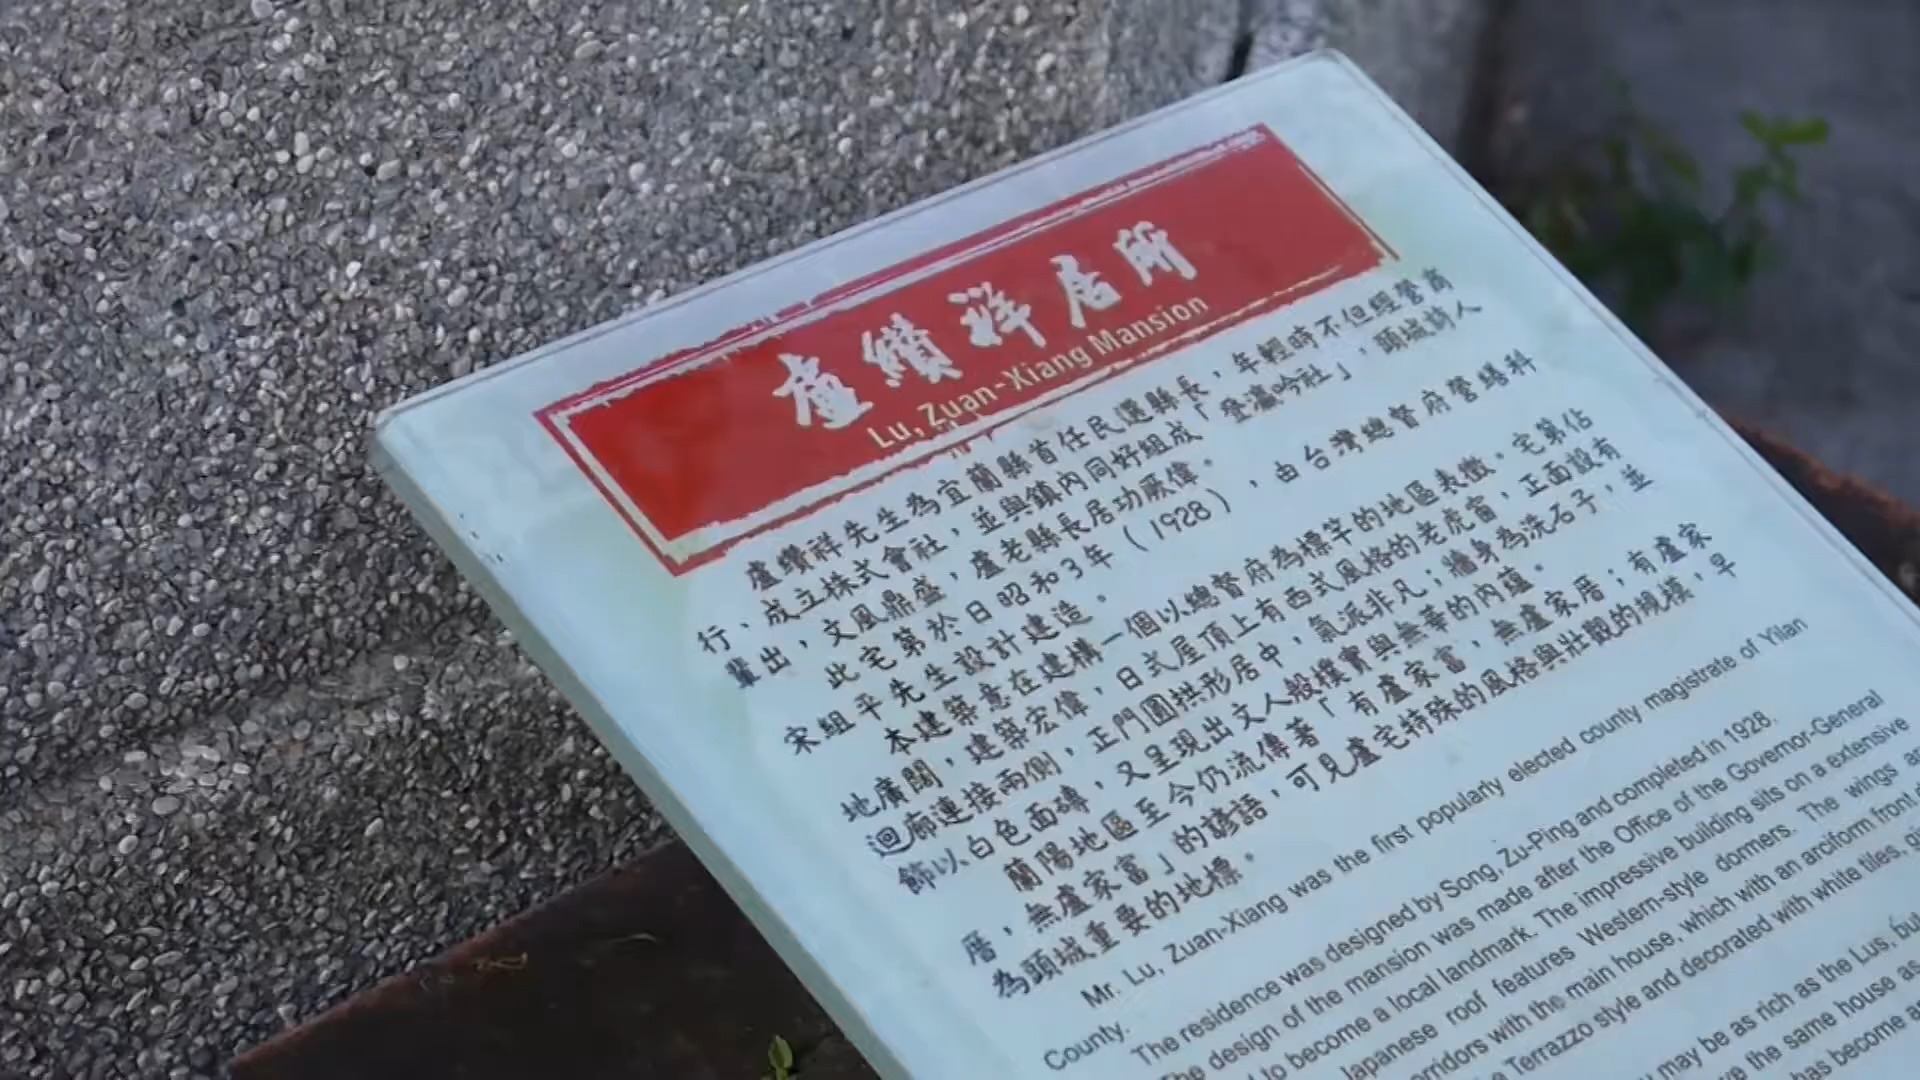 盧纘祥居所
Lu, Zuan-Xiang Mansion
盧纘祥先生為宜蘭縣首任民選縣長，年輕時不但經營商
行、成立株式會社，並與鎮內同好組成「登瀛吟社」，頭城詩人
輩出，文風鼎盛，盧老縣長居功厥偉。
此宅第於日昭和3年（1928），由台灣總督府營繕科
宋組平先生設計建造。
本建築意在建構一個以總督府為標竿的地區表徵。宅第佔
地廣闊，建築宏偉，日式屋頂上有西式風格的老虎窗，正面設有
迴廊連接兩側，正門圓拱形居中，氣派非凡；牆身為洗石子，並
飾以白色面磚，又呈現出文人般樸實與無華的內蘊。
蘭陽地區至今仍流傳著「有盧家富，無盧家厝；有盧家
厝，無盧家富」的諺語，可見盧宅特殊的風格與壯觀的規模，早
為頭城重要的地標。
Mr. Lu, Zuan-Xiang was the first popularly elected county magistrate of Yilan
County.
The residence was designed by Song, Zu-Ping and completed in 1928.
The design of the mansion was made after the Office of the Governor-General
to become a local landmark. The impressive building sits on a extensive
Japanese roof features Western-style dormers. The wings
with the main house, which with an arciform front
Terrazzo style and decorated with white tiles,
may be as rich as the Lus, but
the same house as
has become